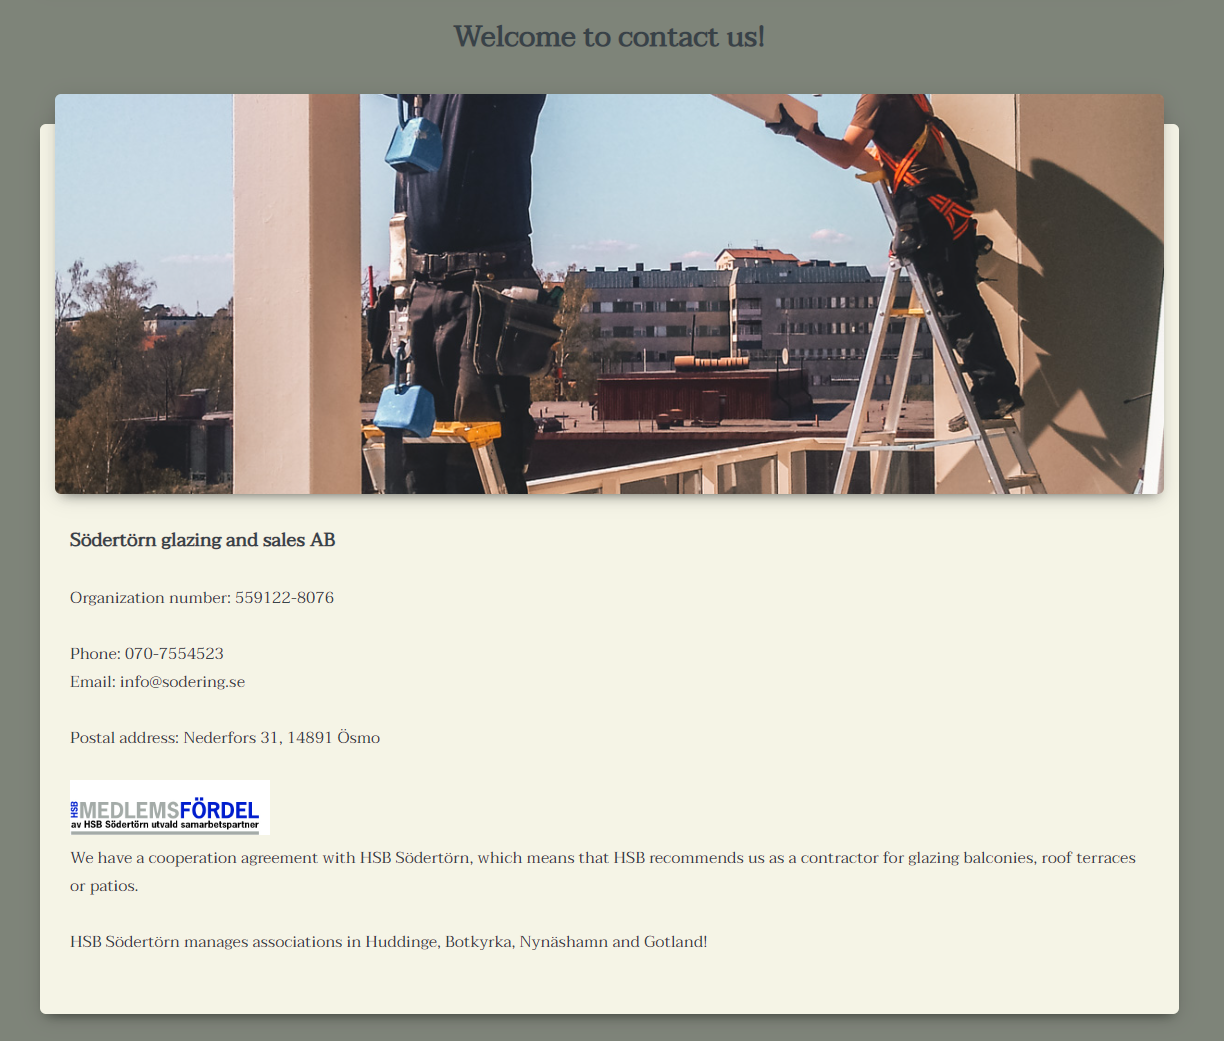 Welcome to contact us!
Södertörn glazing and sales AB
Organization number: 559122-8076
Phone: 070-7554523
Email: info@sodering.se
Postal address: Nederfors 31, 14891 Ösmo
HSB MEDLEMSFÖRDEL
av HSB Södertörn utvald samarbetspartner
We have a cooperation agreement with HSB Södertörn, which means that HSB recommends us as a contractor for glazing balconies, roof terraces
or patios.
HSB Södertörn manages associations in Huddinge, Botkyrka, Nynäshamn and Gotland!